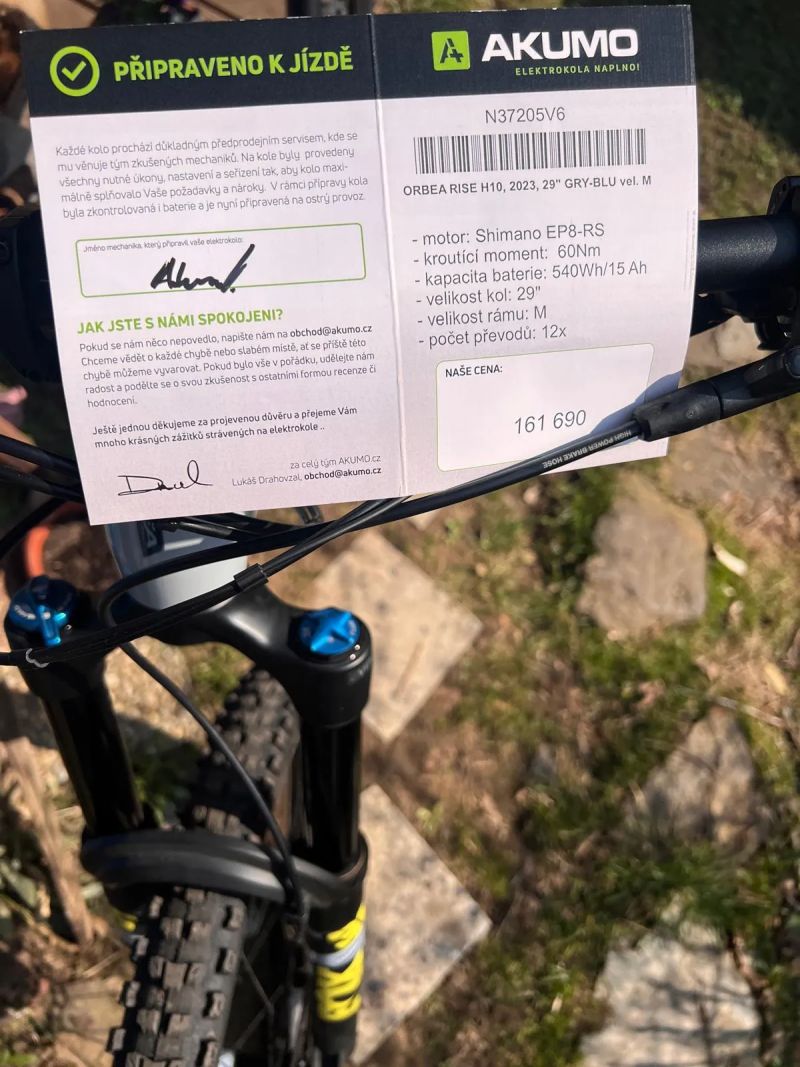 PŘIPRAVENO K JÍZDĚ
Každé kolo prochází důkladným předprodejním servisem, kde se
mu věnuje tým zkušených mechaniků. Na kole byly provedeny
všechny nutné úkony, nastavení a seřízení tak, aby kolo maxi-
málně splňovalo Vaše požadavky a nároky. V rámci přípravy kola
byla zkontrolovaná i baterie a je nyní připravená na ostrý provoz.
Jméno mechanika, který připravil vaše elektrokolo:
JAK JSTE S NÁMI SPOKOJENI?
Pokud se nám něco nepovedlo, napište nám na obchod@akumo.cz
Chceme vědět o každé chybě nebo slabém místě, ať se příště této
chybě můžeme vyvarovat. Pokud bylo vše v pořádku, udělejte nám
radost a podělte se o svou zkušenost s ostatními formou recenze či
hodnocení.
Ještě jednou děkujeme za projevenou důvěru a přejeme Vám
mnoho krásných zážitků strávených na elektrokole ..
za celý tým AKUMO.cz
Lukáš Drahovzal, obchod@akumo.cz
AKUMO
ELEKTROKOLA NAPLNO!
N37205V6
ORBEA RISE H10, 2023, 29" GRY-BLU vel. M
- motor: Shimano EP8-RS
- kroutící moment: 60Nm
- kapacita baterie: 540Wh/15 Ah
- velikost kol: 29"
- velikost rámu: M
- počet převodů: 12x
NAŠE CENA:
161 690
HIGH POWER BRAKE HOSE